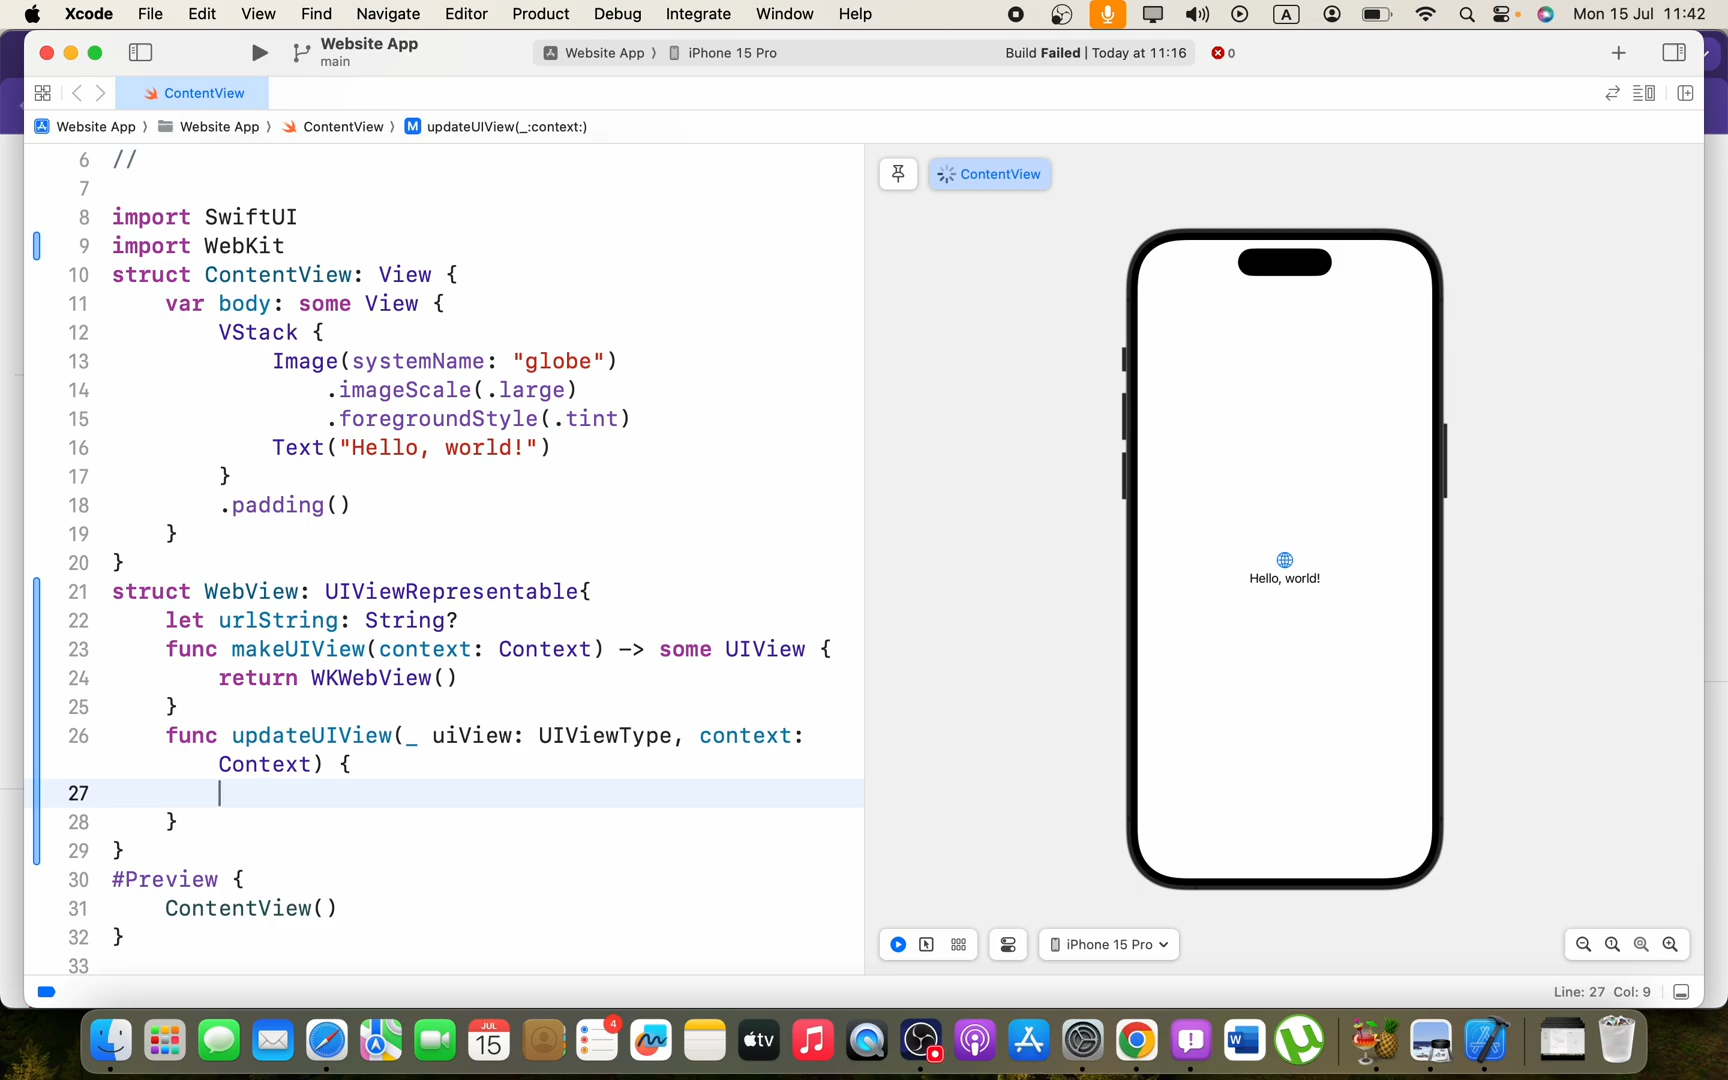 Xcode File Edit View Find Navigate Editor Product Debug Integrate Window Help A Mon 15 Jul 11:42
Website App
main
Website App 〉 iPhone 15 Pro Build Failed | Today at 11:16 0
ContentView
Website App 〉 Website App 〉 ContentView 〉 M updateUIView(_:context:)
6 //
7
8 import SwiftUI
9 import WebKit
10 struct ContentView: View {
11 var body: some View {
12 VStack {
13 Image(systemName: "globe")
14 .imageScale(.large)
15 .foregroundStyle(.tint)
16 Text("Hello, world!")
17 }
18 .padding()
19 }
20 }
21 struct WebView: UIViewRepresentable{
22 let urlString: String?
23 func makeUIView(context: Context) -> some UIView {
24 return WKWebView()
25 }
26 func updateUIView(_ uiView: UIViewType, context:
Context) {
27
28 }
29 }
30 #Preview {
31 ContentView()
32 }
33
ContentView
Hello, world!
iPhone 15 Pro
Line: 27 Col: 9
JUL
15
4
tv
W